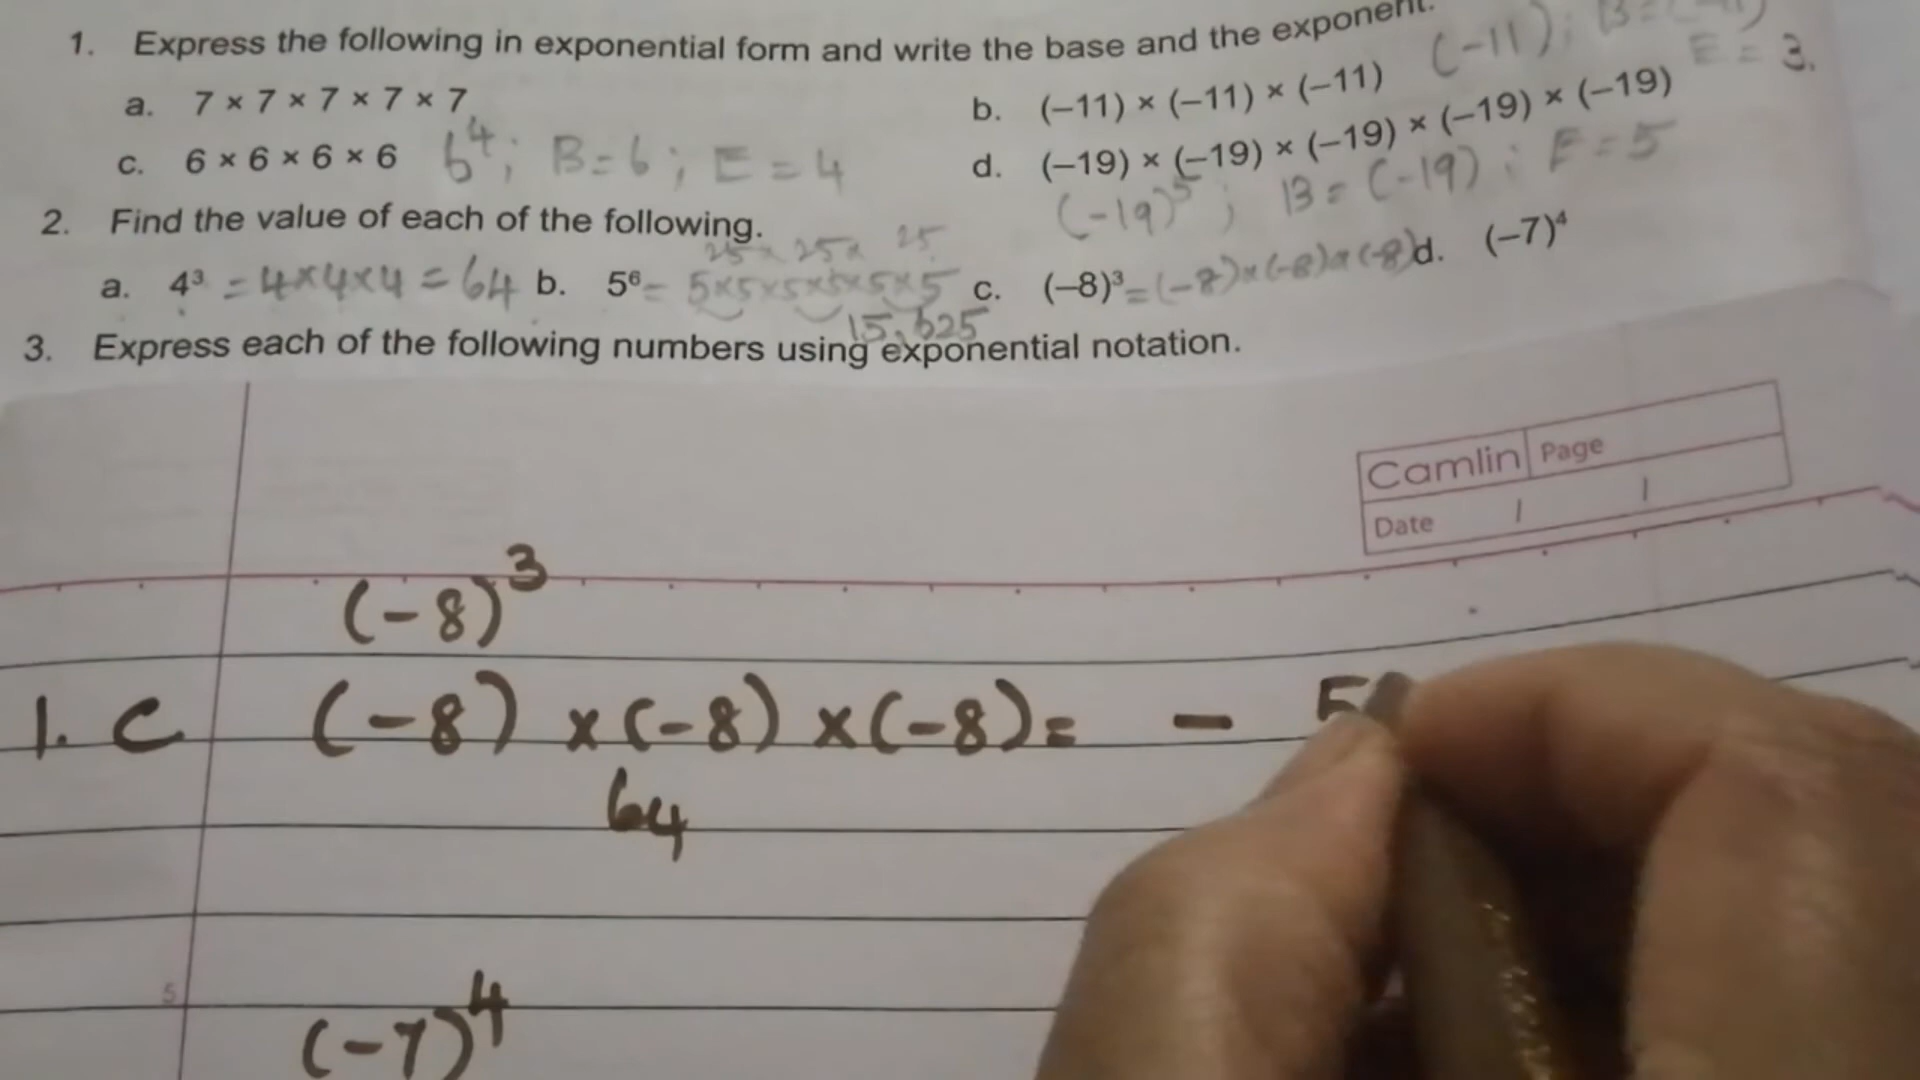 1. Express the following in exponential form and write the base and the exponent.
(-11) ; B = (-11)
E = 3.
a. 7 × 7 × 7 × 7 × 7
b. (–11) × (–11) × (–11)
c. 6 × 6 × 6 × 6 6⁴; B=6; E=4
d. (–19) × (–19) × (–19) × (–19) × (–19)
(-19)⁵ ; B = (-19) ; E=5
2. Find the value of each of the following.
25 × 25 × 25
a. 4³ = 4×4×4 = 64 b. 5⁶ = 5×5×5×5×5×5 c. (–8)³ = (-8)×(-8)×(-8) d. (–7)⁴
15,625
3. Express each of the following numbers using exponential notation.
Camlin Page
Date / /
(-8)³
1. C (-8) × (-8) × (-8) = - 5
64
5
(-7)⁴